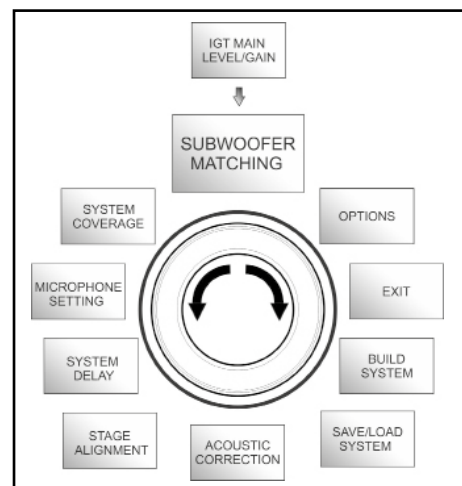 IGT MAIN
LEVEL/GAIN
SUBWOOFER
MATCHING
SYSTEM
COVERAGE
OPTIONS
MICROPHONE
SETTING
EXIT
SYSTEM
DELAY
BUILD
SYSTEM
STAGE
ALIGNMENT
ACOUSTIC
CORRECTION
SAVE/LOAD
SYSTEM